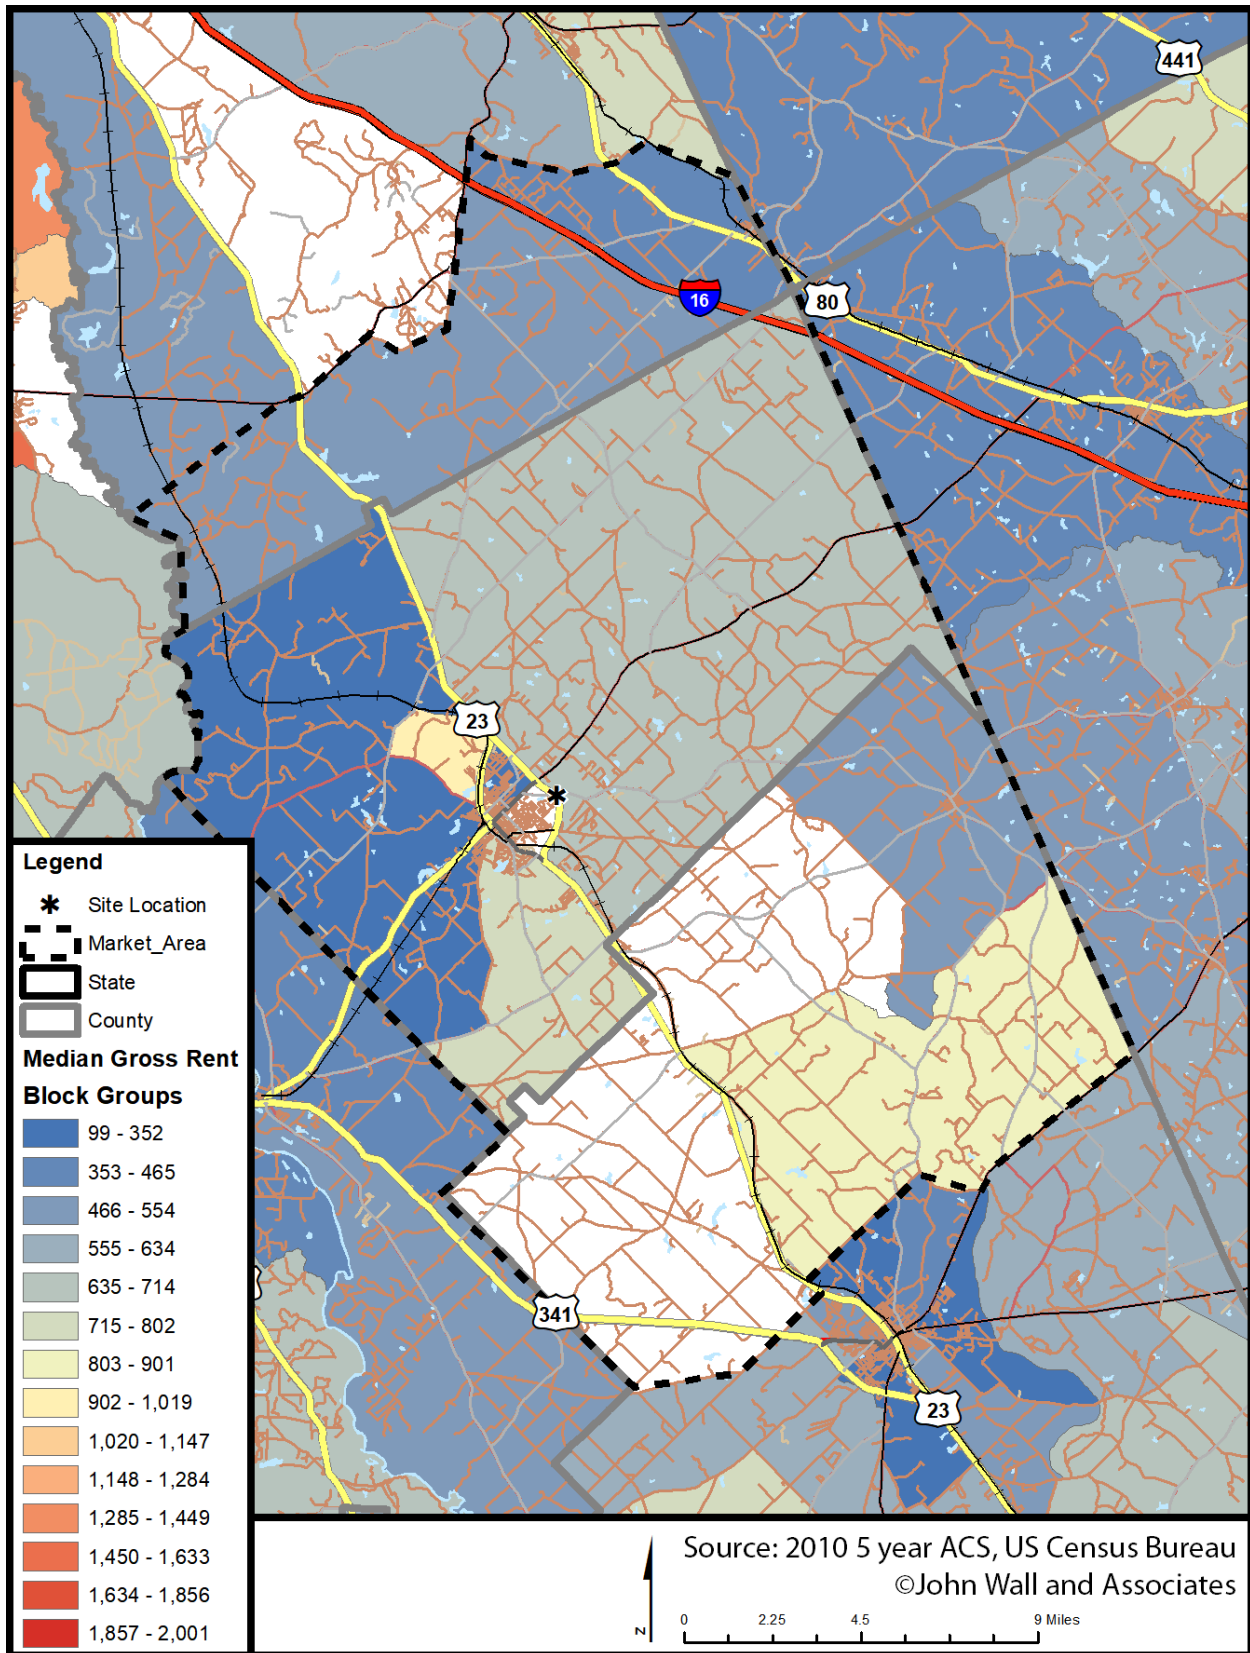 441
16
80
23
341
23
Legend
Site Location
Market_Area
State
County
Median Gross Rent
Block Groups
99 - 352
353 - 465
466 - 554
555 - 634
635 - 714
715 - 802
803 - 901
902 - 1,019
1,020 - 1,147
1,148 - 1,284
1,285 - 1,449
1,450 - 1,633
1,634 - 1,856
1,857 - 2,001
Source: 2010 5 year ACS, US Census Bureau
©John Wall and Associates
N
0 2.25 4.5 9 Miles